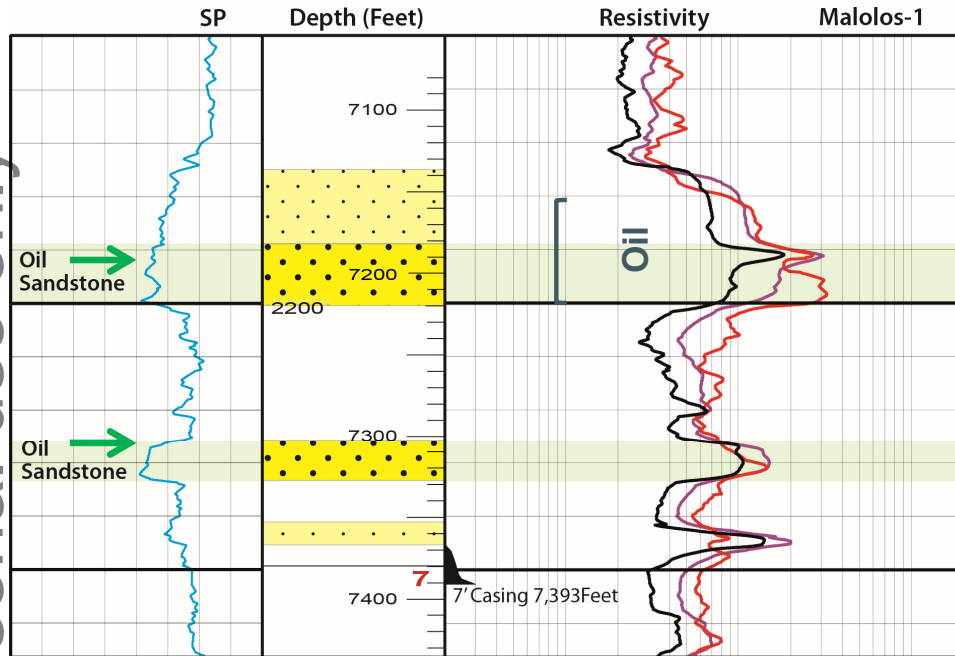 SP
Depth (Feet)
Resistivity
Malolos-1
7100
Oil
Sandstone
7200
Oil
2200
7300
Oil
Sandstone
7
7' Casing 7,393Feet
7400